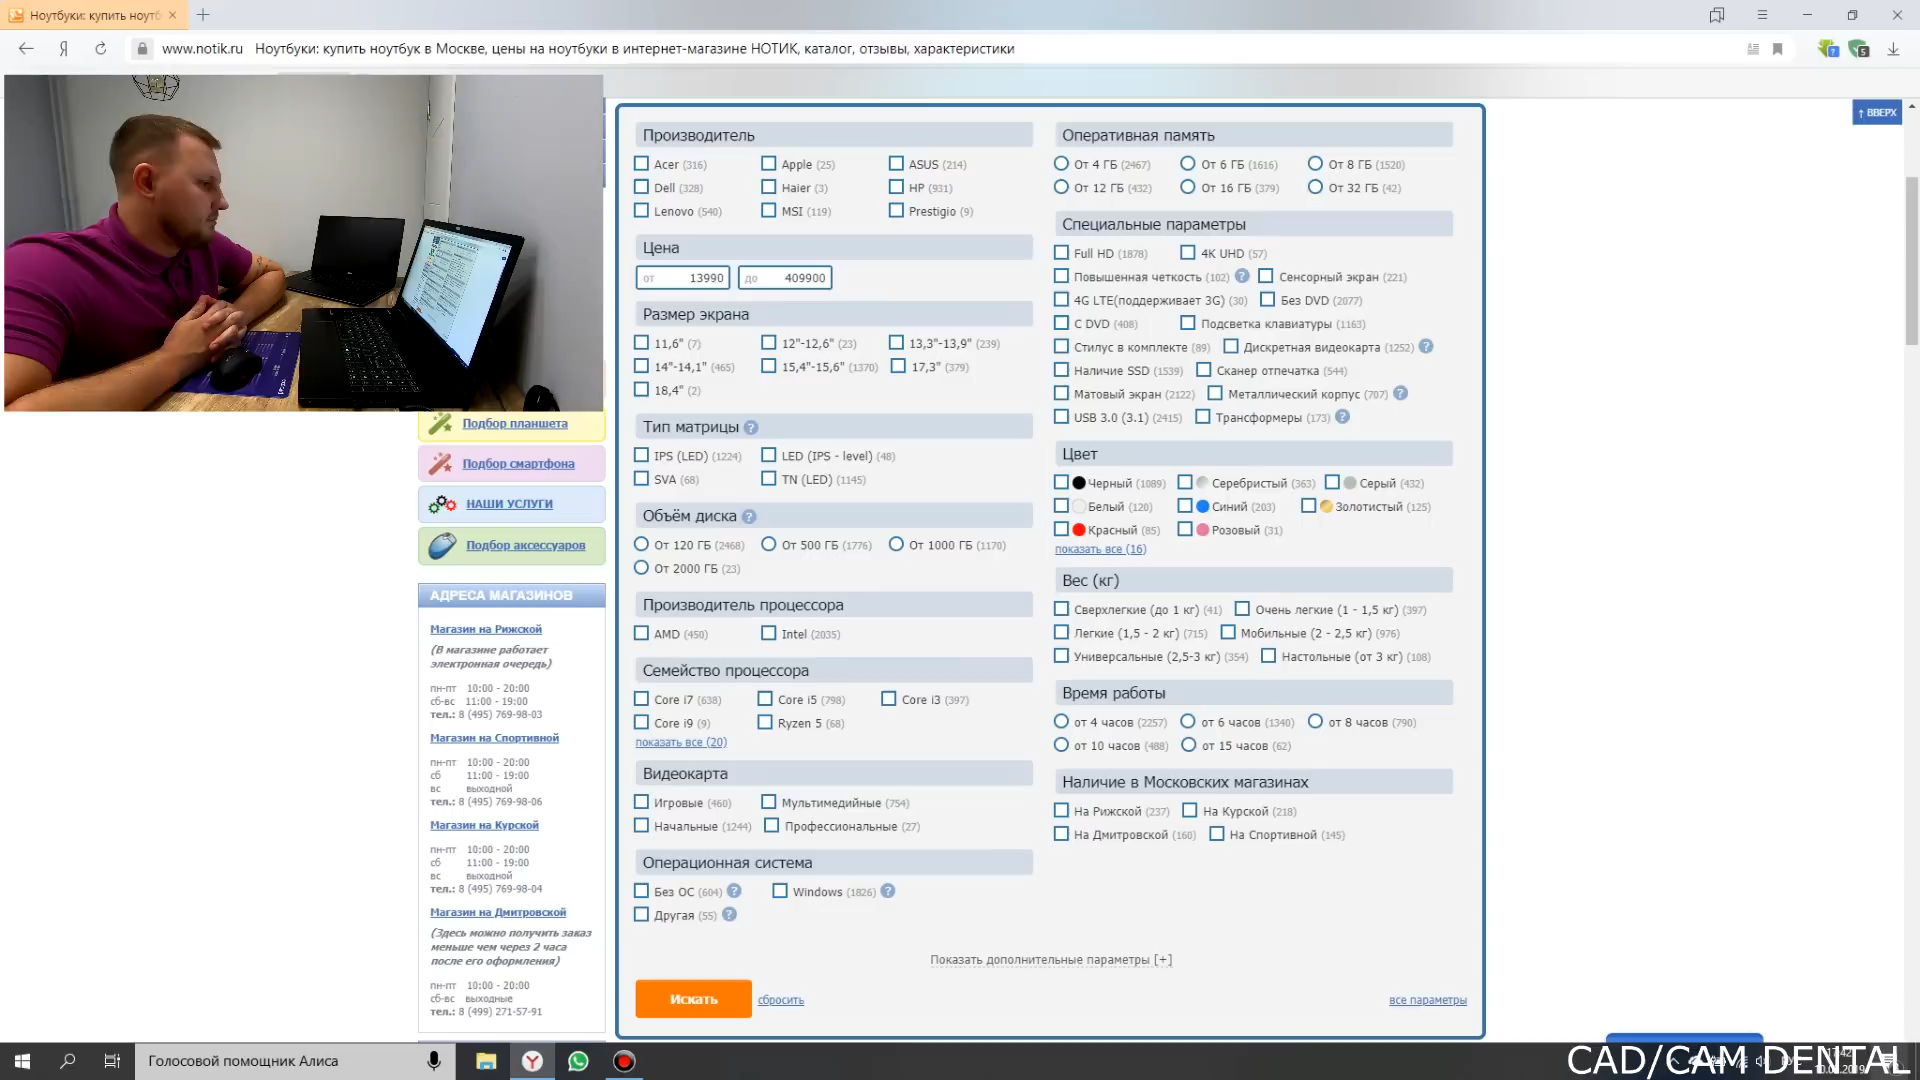 Ноутбуки: купить ноутб
www.notik.ru Ноутбуки: купить ноутбук в Москве, цены на ноутбуки в интернет-магазине НОТИК, каталог, отзывы, характеристики
↑ ВВЕРХ
Подбор планшета
Подбор смартфона
НАШИ УСЛУГИ
Подбор аксессуаров
АДРЕСА МАГАЗИНОВ
Магазин на Рижской
(В магазине работает
электронная очередь)
пн-пт 10:00 - 20:00
сб-вс 11:00 - 19:00
тел.: 8 (495) 769-98-03
Магазин на Спортивной
пн-пт 10:00 - 20:00
сб 11:00 - 19:00
вс выходной
тел.: 8 (495) 769-98-06
Магазин на Курской
пн-пт 10:00 - 20:00
сб 11:00 - 19:00
вс выходной
тел.: 8 (495) 769-98-04
Магазин на Дмитровской
(Здесь можно получить заказ
меньше чем через 2 часа
после его оформления)
пн-пт 10:00 - 20:00
сб-вс выходные
тел.: 8 (499) 271-57-91
Производитель
Acer (316) Apple (25) ASUS (214)
Dell (328) Haier (3) HP (931)
Lenovo (540) MSI (119) Prestigio (9)
Цена
от 13990 до 409900
Размер экрана
11,6" (7) 12"-12,6" (23) 13,3"-13,9" (239)
14"-14,1" (465) 15,4"-15,6" (1370) 17,3" (379)
18,4" (2)
Тип матрицы ?
IPS (LED) (1224) LED (IPS - level) (48)
SVA (68) TN (LED) (1145)
Объём диска ?
От 120 ГБ (2468) От 500 ГБ (1776) От 1000 ГБ (1170)
От 2000 ГБ (23)
Производитель процессора
AMD (450) Intel (2035)
Семейство процессора
Core i7 (638) Core i5 (798) Core i3 (397)
Core i9 (9) Ryzen 5 (68)
показать все (20)
Видеокарта
Игровые (460) Мультимедийные (754)
Начальные (1244) Профессиональные (27)
Операционная система
Без ОС (604) ? Windows (1826) ?
Другая (55) ?
Оперативная память
От 4 ГБ (2467) От 6 ГБ (1616) От 8 ГБ (1520)
От 12 ГБ (432) От 16 ГБ (379) От 32 ГБ (42)
Специальные параметры
Full HD (1878) 4K UHD (57)
Повышенная четкость (102) ? Сенсорный экран (221)
4G LTE(поддерживает 3G) (30) Без DVD (2077)
С DVD (408) Подсветка клавиатуры (1163)
Стилус в комплекте (89) Дискретная видеокарта (1252) ?
Наличие SSD (1539) Сканер отпечатка (544)
Матовый экран (2122) Металлический корпус (707) ?
USB 3.0 (3.1) (2415) Трансформеры (173) ?
Цвет
Черный (1089) Серебристый (363) Серый (432)
Белый (120) Синий (203) Золотистый (125)
Красный (85) Розовый (31)
показать все (16)
Вес (кг)
Сверхлегкие (до 1 кг) (41) Очень легкие (1 - 1,5 кг) (397)
Легкие (1,5 - 2 кг) (715) Мобильные (2 - 2,5 кг) (976)
Универсальные (2,5-3 кг) (354) Настольные (от 3 кг) (108)
Время работы
от 4 часов (2257) от 6 часов (1340) от 8 часов (790)
от 10 часов (488) от 15 часов (62)
Наличие в Московских магазинах
На Рижской (237) На Курской (218)
На Дмитровской (160) На Спортивной (145)
Показать дополнительные параметры [+]
Искать сбросить все параметры
Голосовой помощник Алиса
CAD/CAM DENTAL